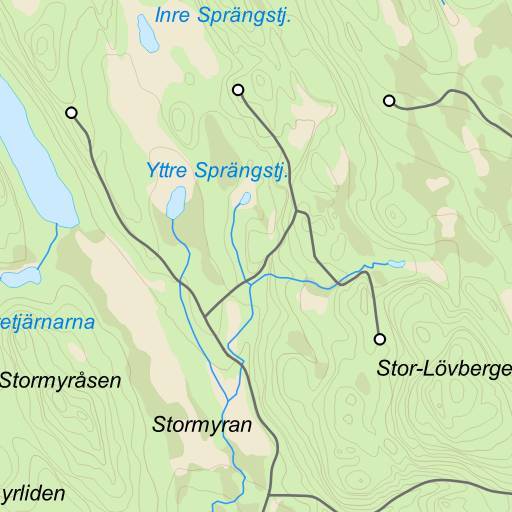 Inre Sprängstj.
Yttre Sprängstj.
etjärnarna
Stormyråsen
Stor-Lövberge
Stormyran
yrliden